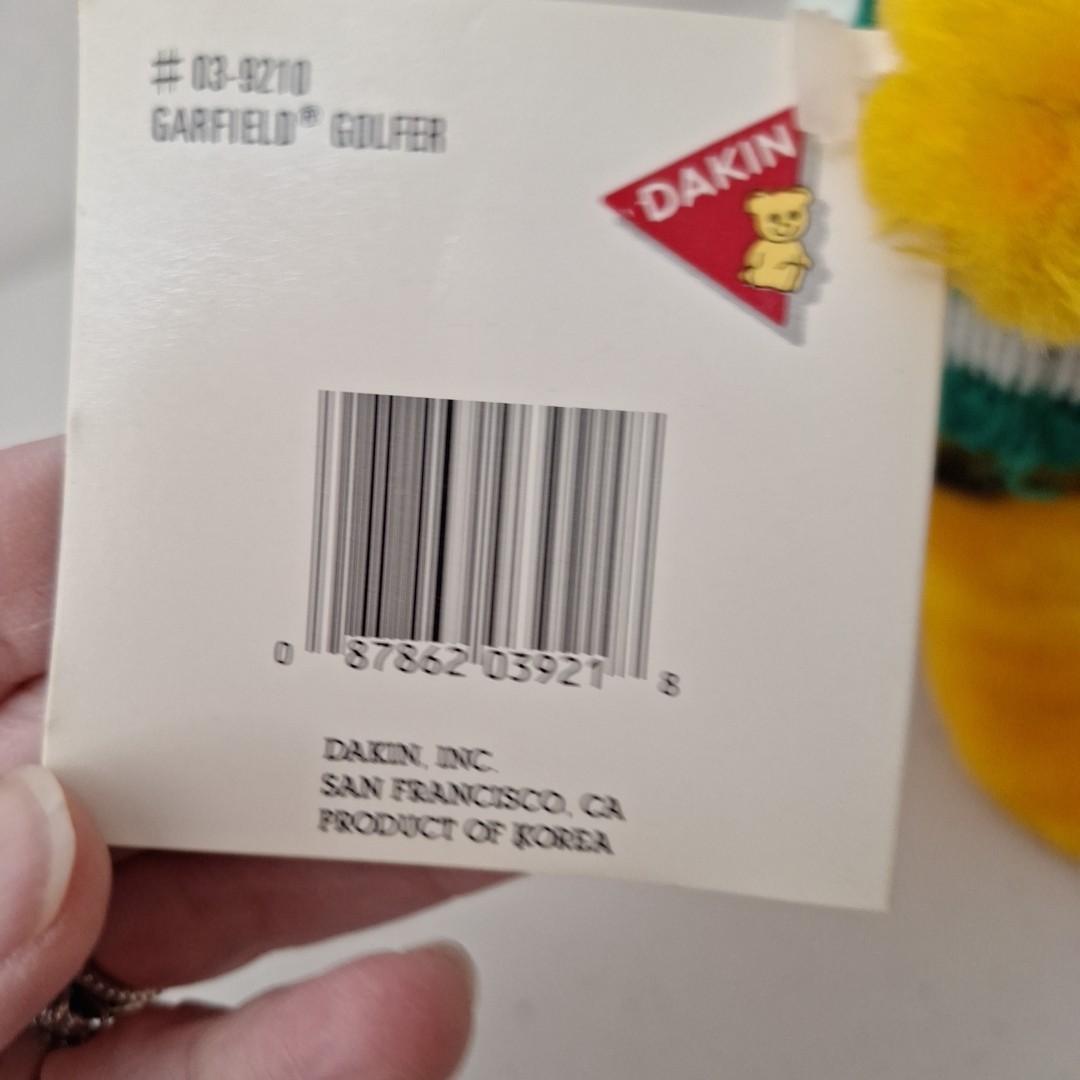 # 03-9210
GARFIELD® GOLFER
DAKIN
0 87862 03921 8
DAKIN, INC.
SAN FRANCISCO, CA
PRODUCT OF KOREA